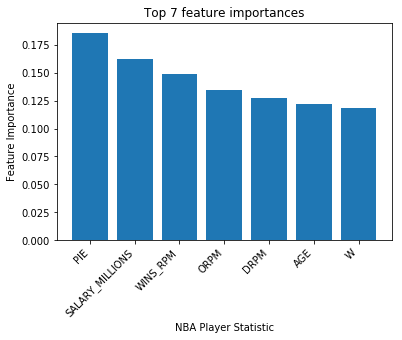 Top 7 feature importances
Feature Importance
0.175
0.150
0.125
0.100
0.075
0.050
0.025
0.000
PIE
SALARY_MILLIONS
WINS_RPM
ORPM
DRPM
AGE
W
NBA Player Statistic